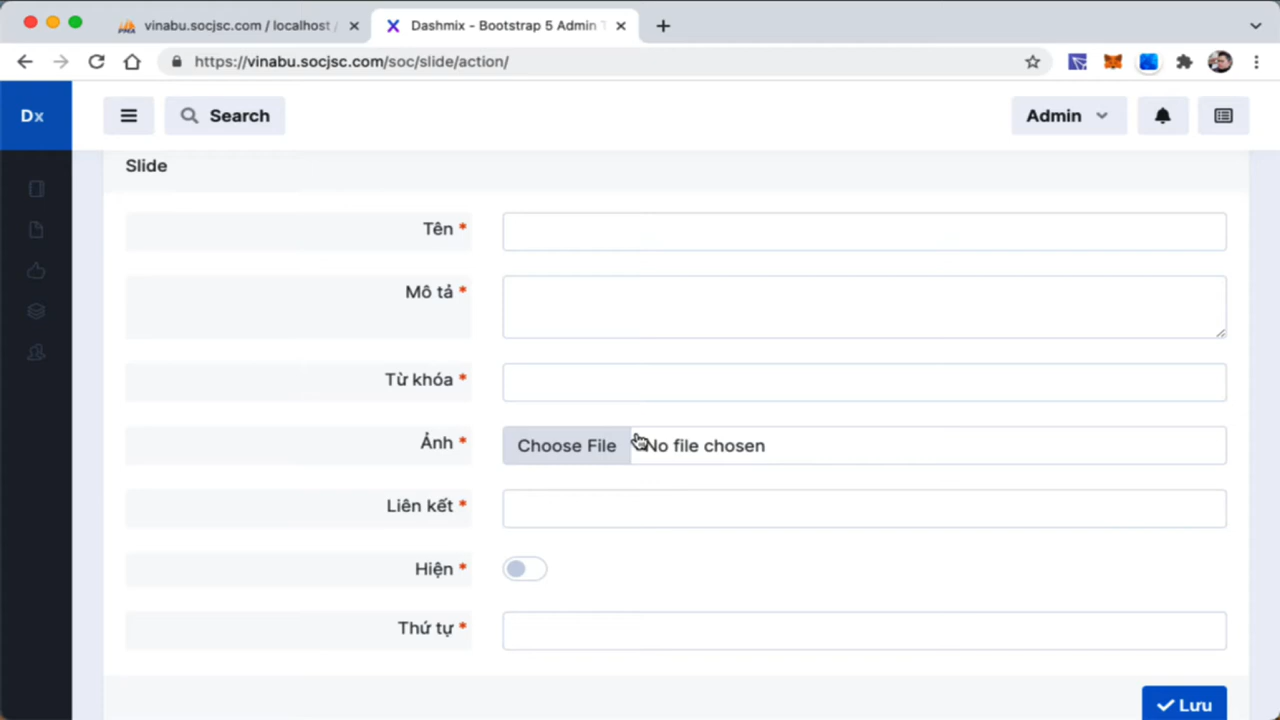 vinabu.socjsc.com / localhost /
Dashmix - Bootstrap 5 Admin T
https://vinabu.socjsc.com/soc/slide/action/
Dx
Search
Admin
Slide
Tên *
Mô tả *
Từ khóa *
Ảnh *
Choose File No file chosen
Liên kết *
Hiện *
Thứ tự *
Lưu